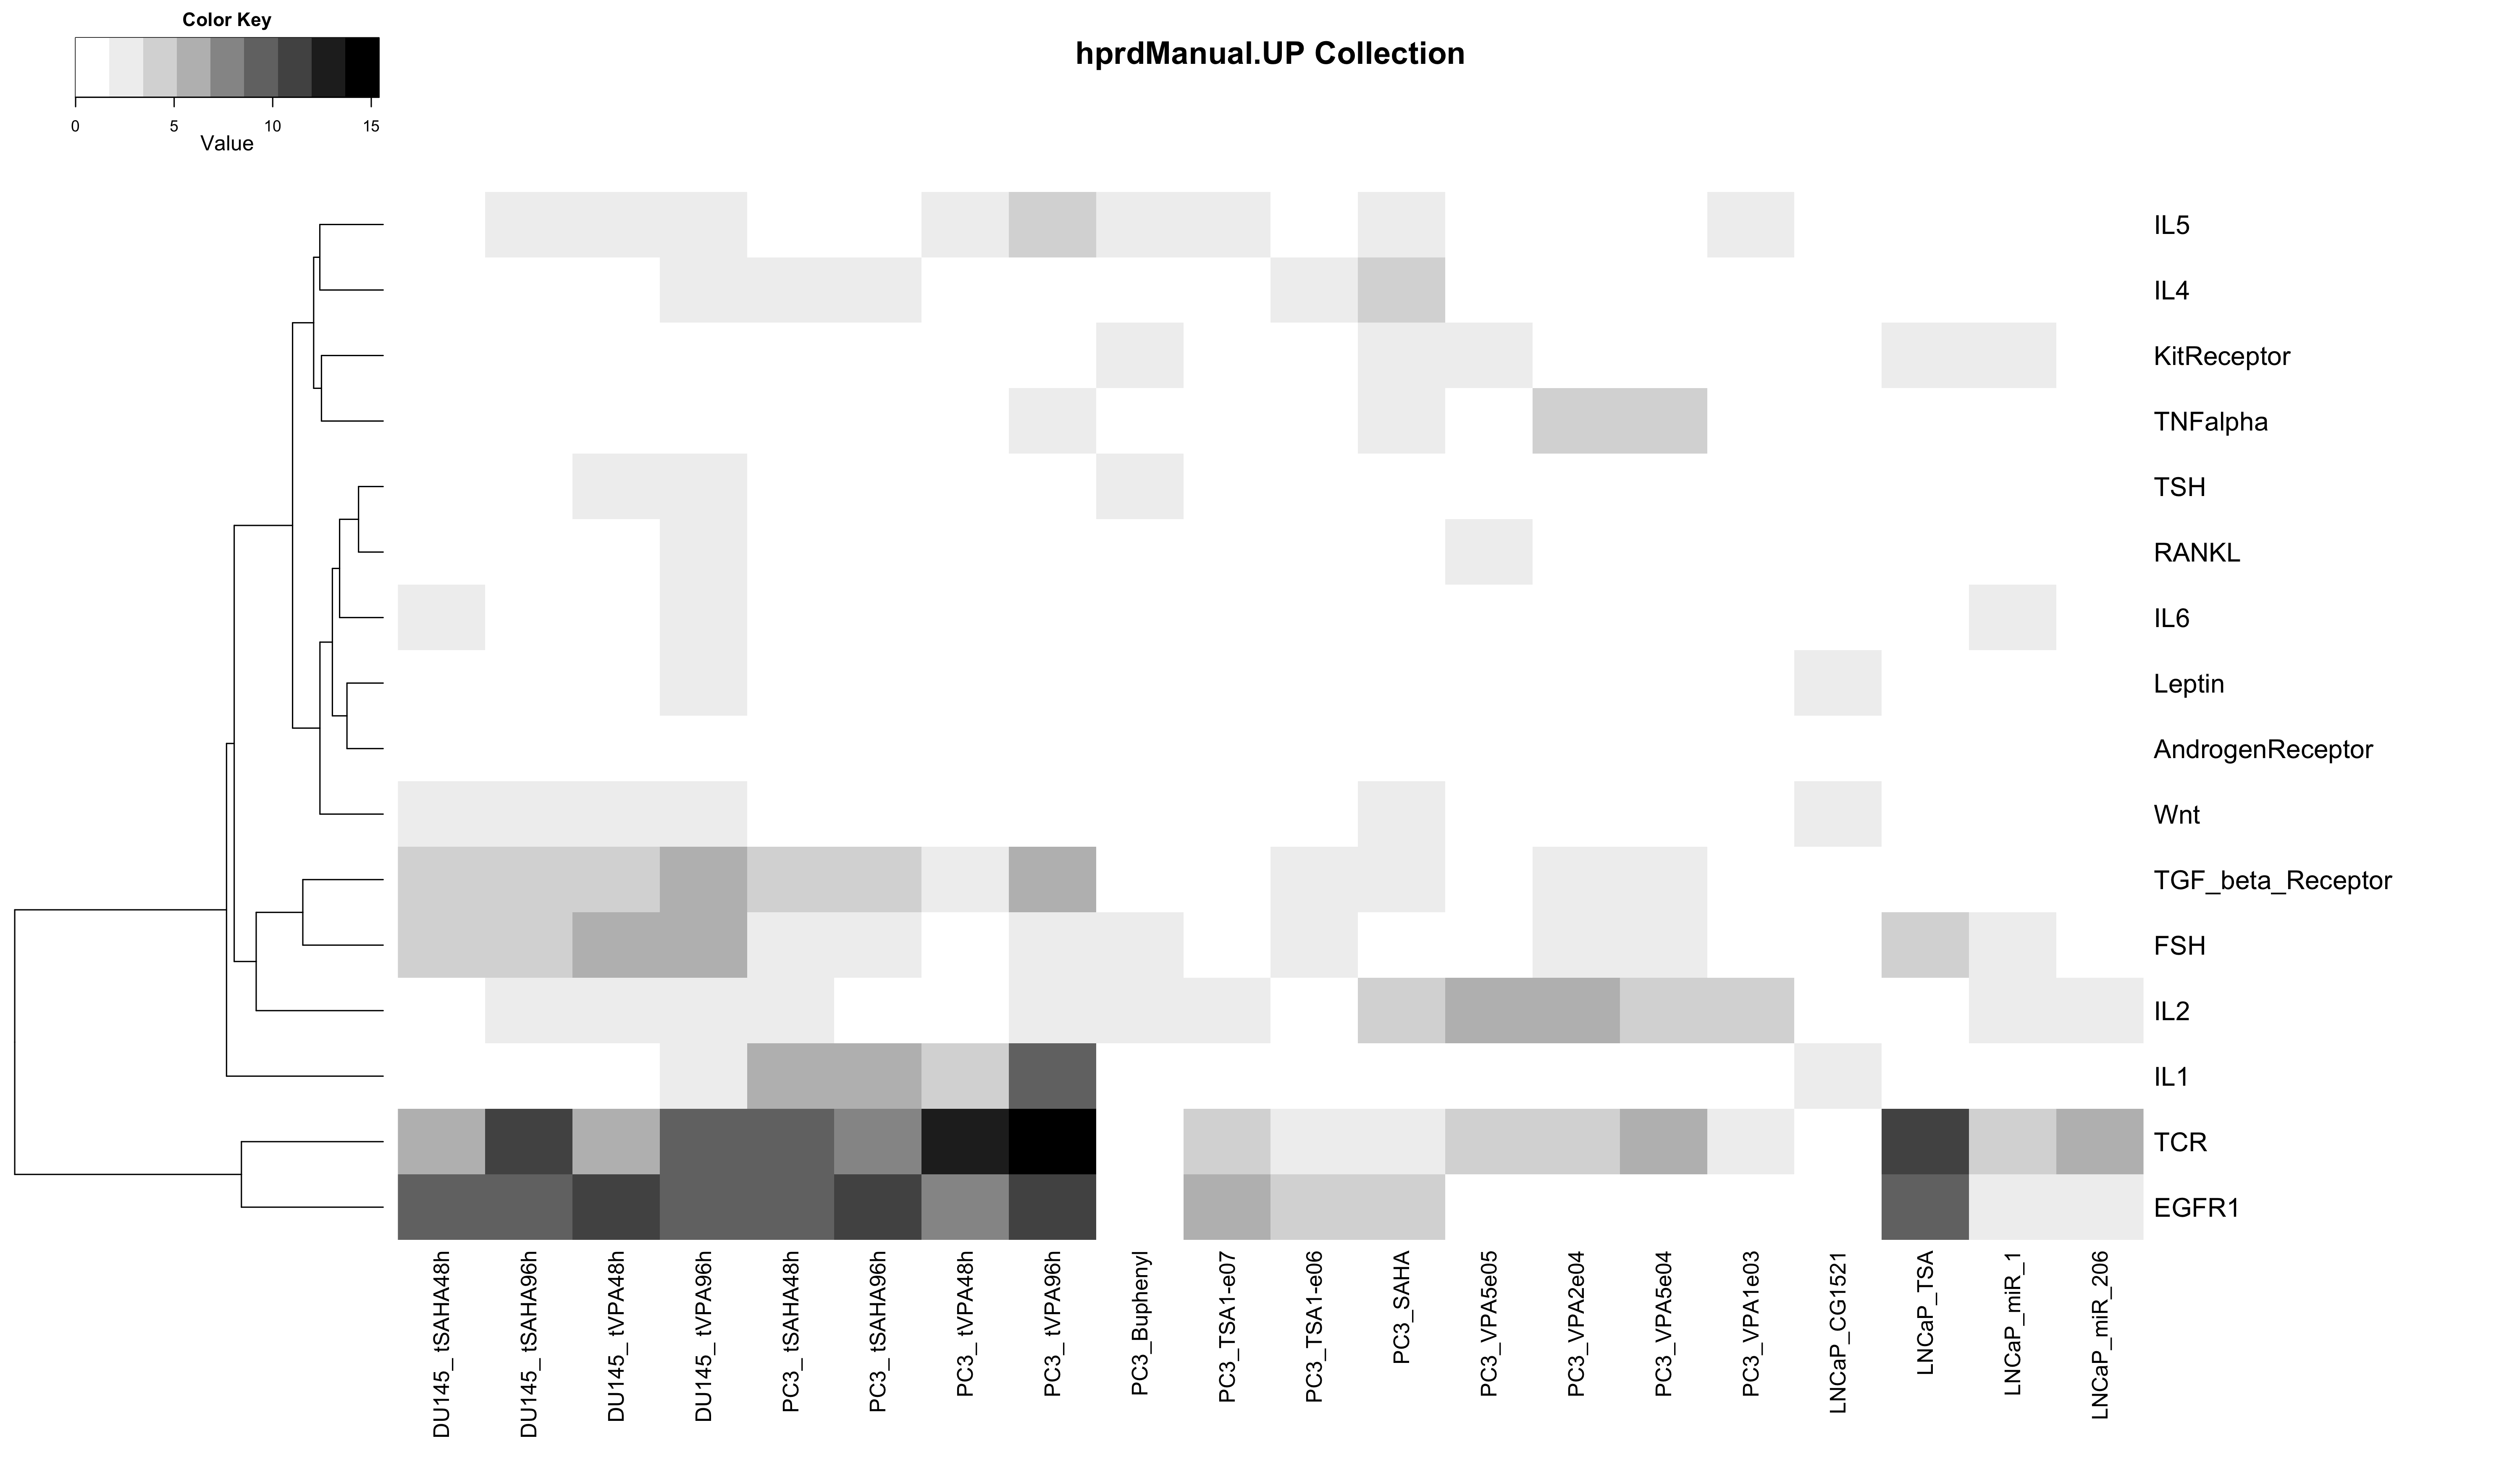 Color Key
0 5 10 15
Value
hprdManual.UP Collection
IL5
IL4
KitReceptor
TNFalpha
TSH
RANKL
IL6
Leptin
AndrogenReceptor
Wnt
TGF_beta_Receptor
FSH
IL2
IL1
TCR
EGFR1
DU145_ tSAHA48h
DU145_ tSAHA96h
DU145_ tVPA48h
DU145_ tVPA96h
PC3_ tSAHA48h
PC3_ tSAHA96h
PC3_ tVPA48h
PC3_ tVPA96h
PC3_Buphenyl
PC3_TSA1-e07
PC3_TSA1-e06
PC3_SAHA
PC3_VPA5e05
PC3_VPA2e04
PC3_VPA5e04
PC3_VPA1e03
LNCaP_CG1521
LNCaP_TSA
LNCaP_miR_1
LNCaP_miR_206